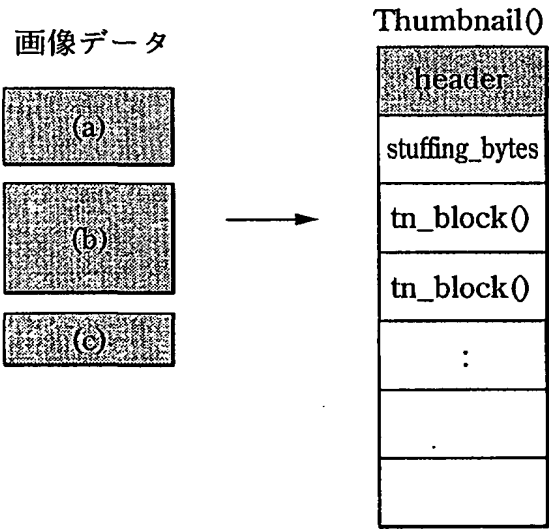 画像データ
(a)
(b)
(c)
Thumbnail()
header
stuffing_bytes
tn_block()
tn_block()
: